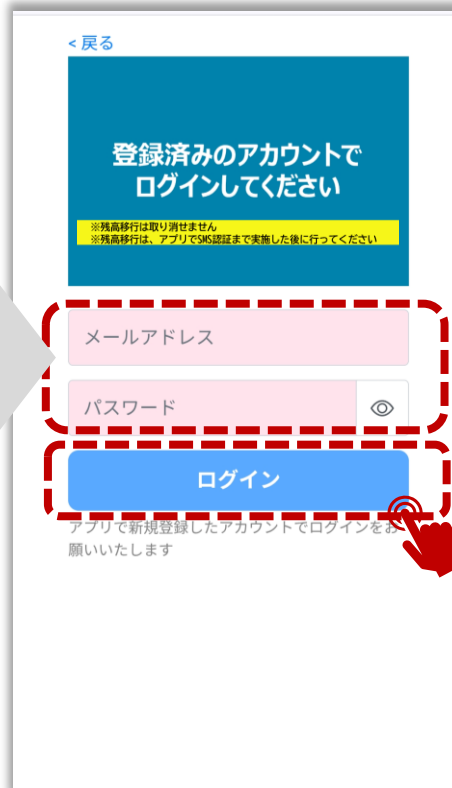 < 戻る
登録済みのアカウントで
ログインしてください
※残高移行は取り消せません
※残高移行は、アプリでSMS認証まで実施した後に行ってください
メールアドレス
パスワード
ログイン
アプリで新規登録したアカウントでログインをお
願いいたします